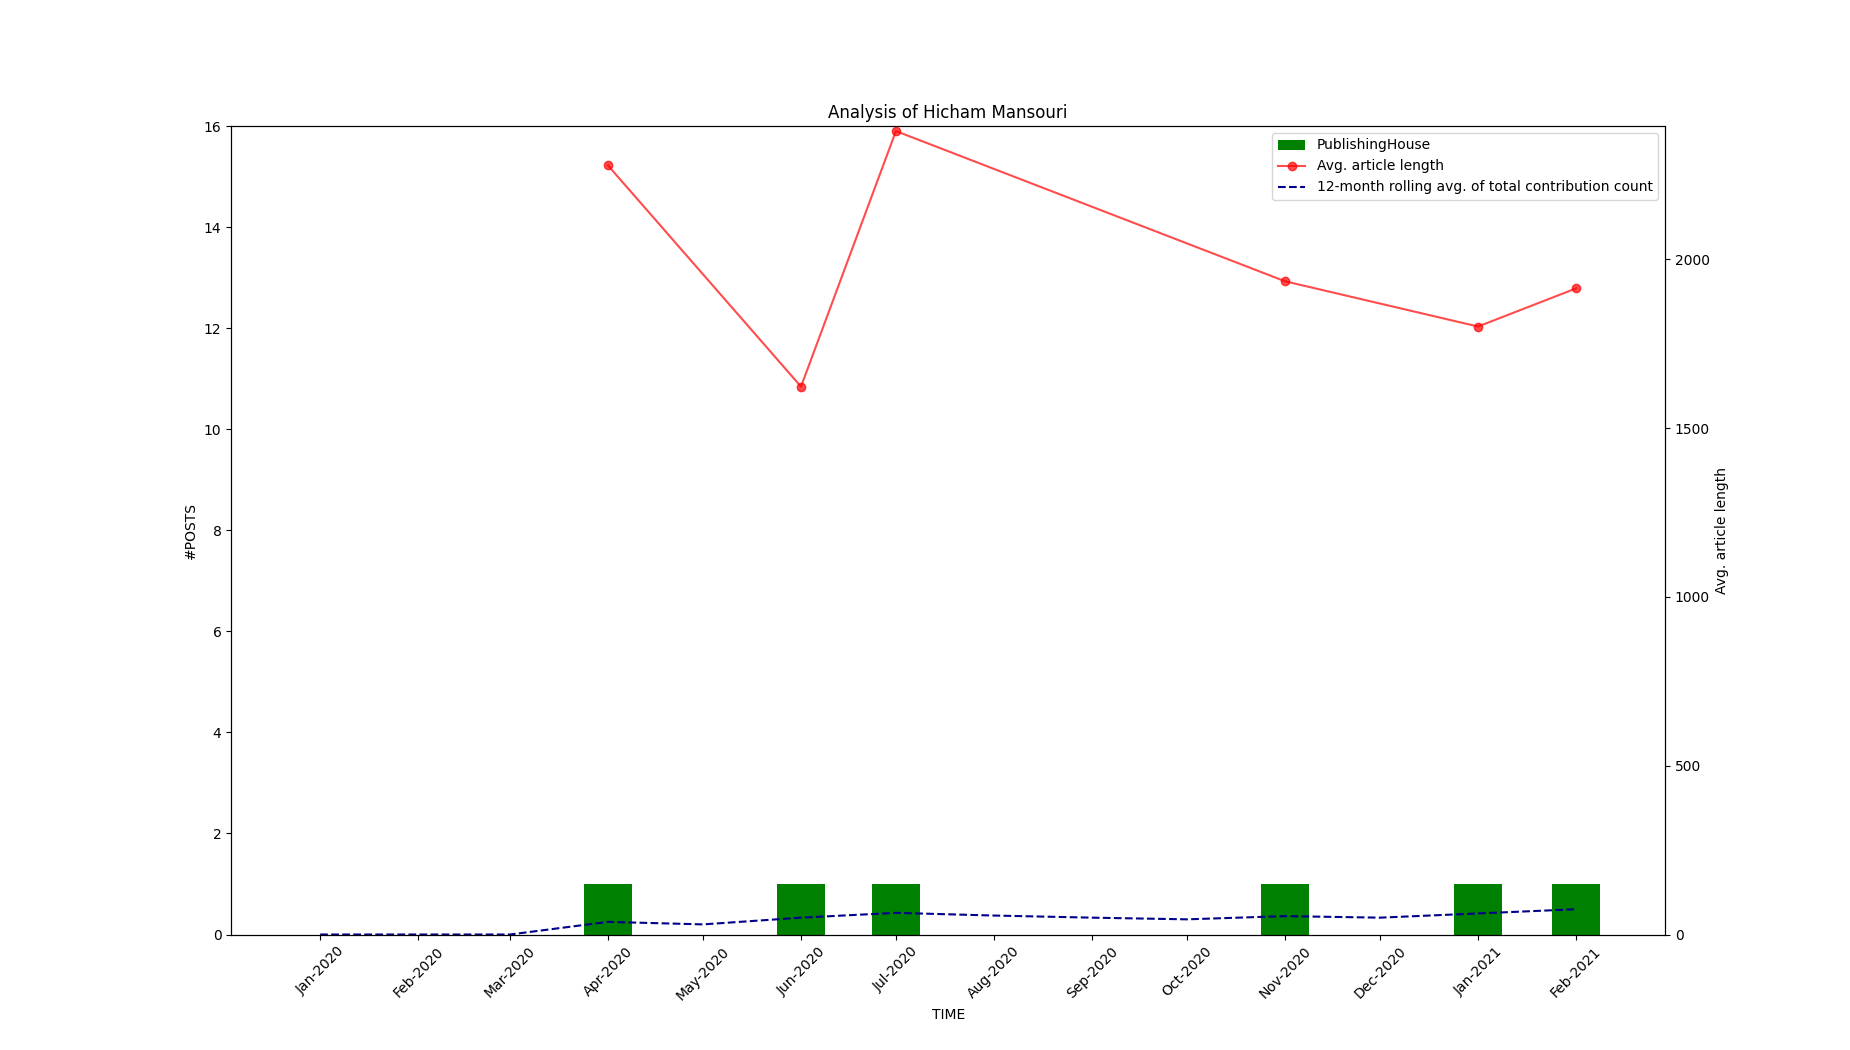 Analysis of Hicham Mansouri
PublishingHouse
Avg. article length
12-month rolling avg. of total contribution count
16
14
12
10
8
6
4
2
0
#POSTS
2000
1500
1000
500
0
Avg. article length
Jan-2020
Feb-2020
Mar-2020
Apr-2020
May-2020
Jun-2020
Jul-2020
Aug-2020
Sep-2020
Oct-2020
Nov-2020
Dec-2020
Jan-2021
Feb-2021
TIME